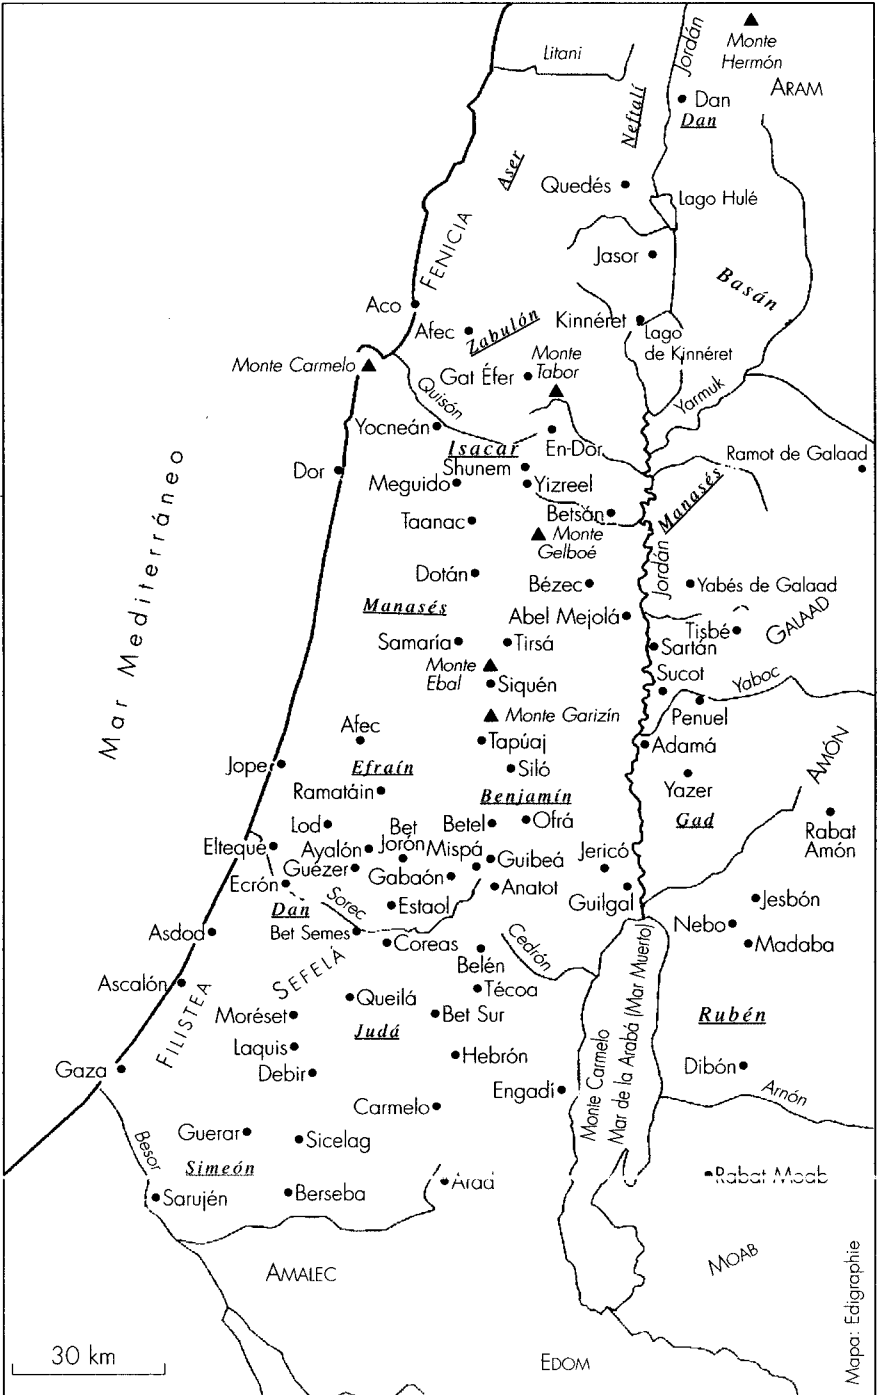 Litani
Jordán
Monte
Hermón
ARAM
Neftalí
Dan
Dan
Aser
Quedés
Lago Hulé
FENICIA
Jasor
Basán
Aco
Afec
Zabulón
Kinnéret
Lago
de Kinnéret
Monte Carmelo
Gat Éfer
Monte
Tabor
Quisón
Yarmuk
Yocneán
Isacar
En-Dor
Ramot de Galaad
Mar Mediterráneo
Dor
Shunem
Meguido
Yizreel
Manasés
Taanac
Betsán
Monte
Gelboé
Jordán
Dotán
Bézec
Yabés de Galaad
Manasés
Abel Mejolá
GALAAD
Tisbé
Samaría
Tirsá
Sartán
Monte
Ebal
Siquén
Sucot
Yaboc
Penuel
Monte Garizín
Afec
Tapúaj
Adamá
AMÓN
Jope
Efraín
Siló
Yazer
Ramatáin
Benjamín
Gad
Lod
Bet
Jorón
Betel
Ofrá
Rabat
Amón
Eltequé
Ayalón
Mispá
Guibeá
Jericó
Guézer
Gabaón
Ecrón
Anatot
Guilgal
Jesbón
Dan
Sorec
Estaol
Nebo
Asdod
Bet Semes
Coreas
Cedrón
Madaba
Belén
SEFELÁ
Ascalón
Técoa
Queilá
FILISTEA
Moréset
Judá
Bet Sur
Rubén
Laquis
Hebrón
Gaza
Debir
Engadí
Monte Carmelo
Mar de la Arabá (Mar Muerto)
Dibón
Arnón
Carmelo
Besor
Guerar
Sicelag
Simeón
Arad
Rabat Moab
Sarujén
Berseba
MOAB
AMALEC
EDOM
30 km
Mapa: Edigraphie